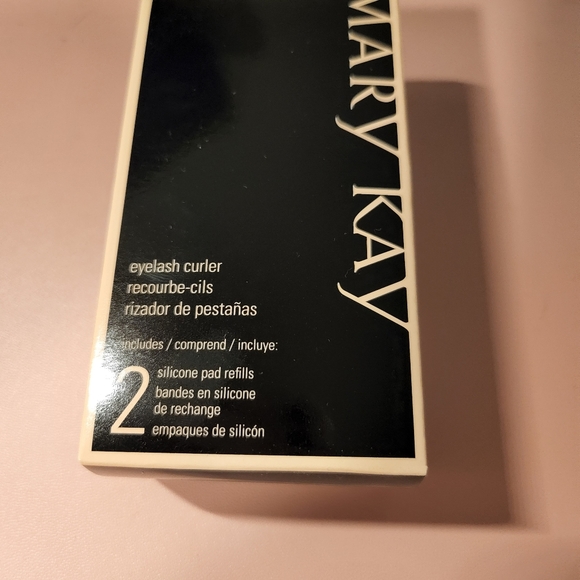 MARY KAY
eyelash curler
recourbe-cils
rizador de pestañas
includes / comprend / incluye:
2
silicone pad refills
bandes en silicone
de rechange
empaques de silicón